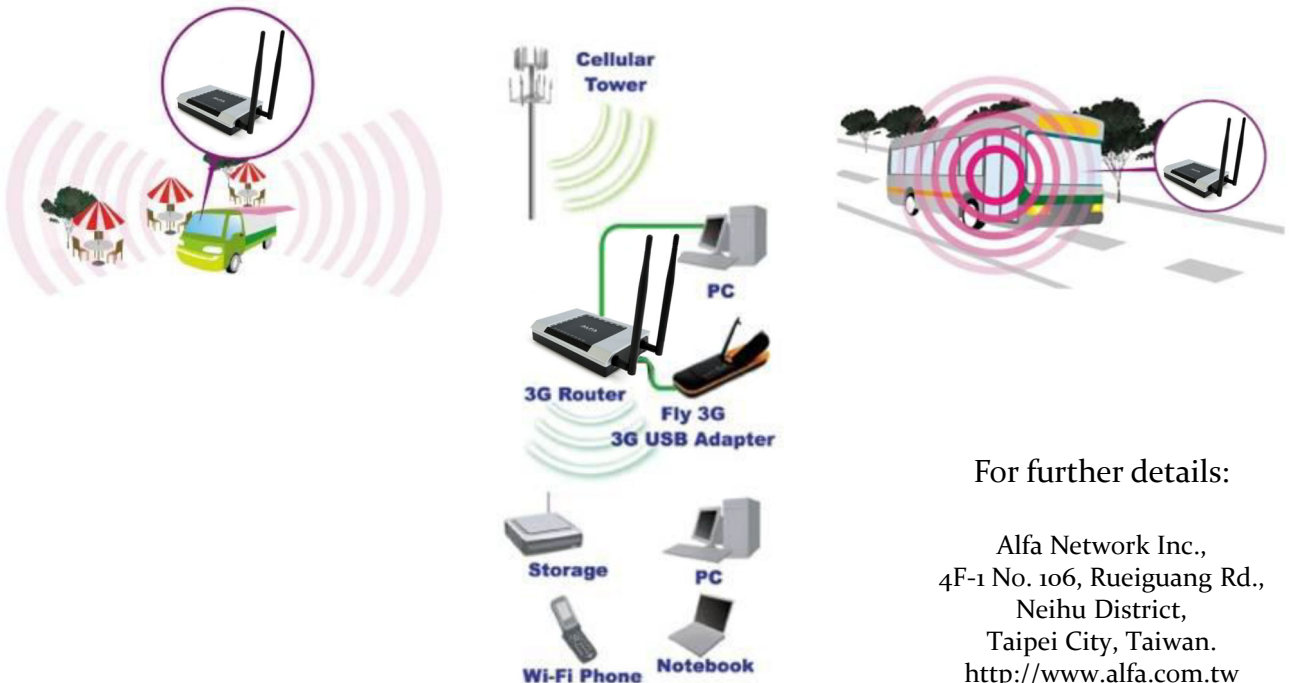 Cellular
Tower
PC
3G Router
Fly 3G
3G USB Adapter
Storage
PC
Wi-Fi Phone
Notebook
For further details:
Alfa Network Inc.,
4F-1 No. 106, Rueiguang Rd.,
Neihu District,
Taipei City, Taiwan.
http://www.alfa.com.tw